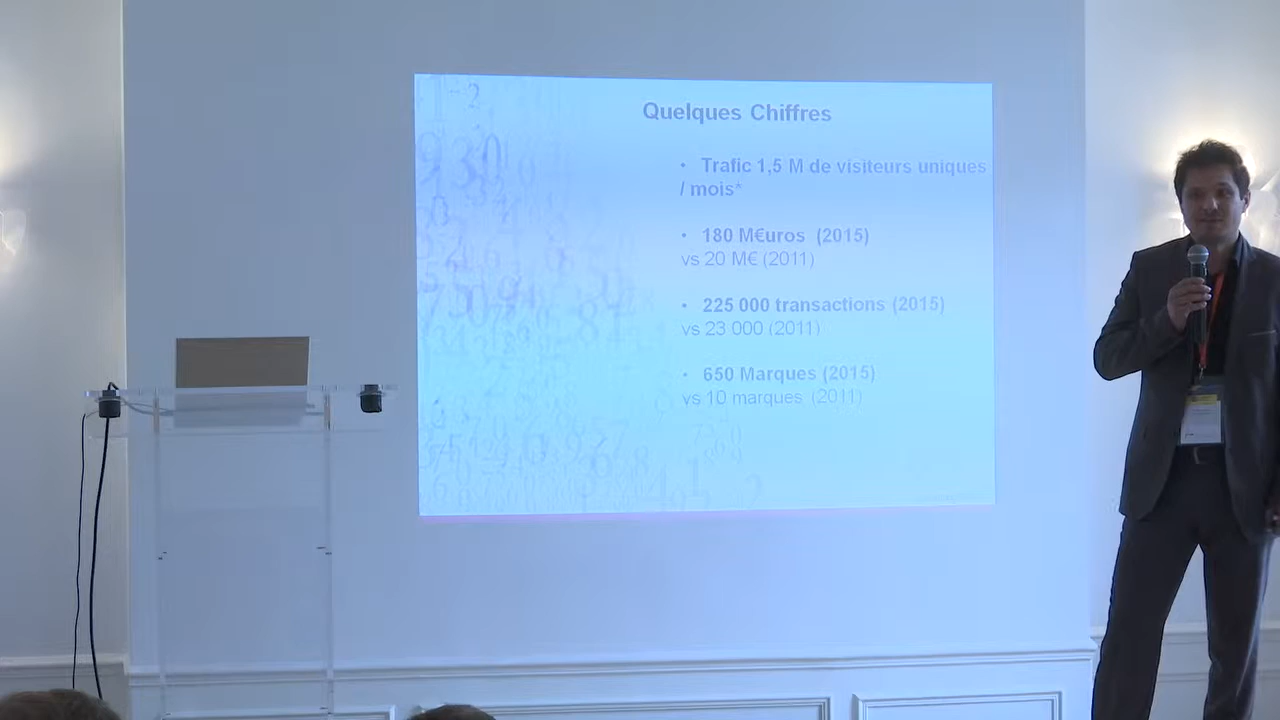 Quelques Chiffres
• Trafic 1,5 M de visiteurs uniques
/ mois*
• 180 M€uros (2015)
vs 20 M€ (2011)
• 225 000 transactions (2015)
vs 23 000 (2011)
• 650 Marques (2015)
vs 10 marques (2011)